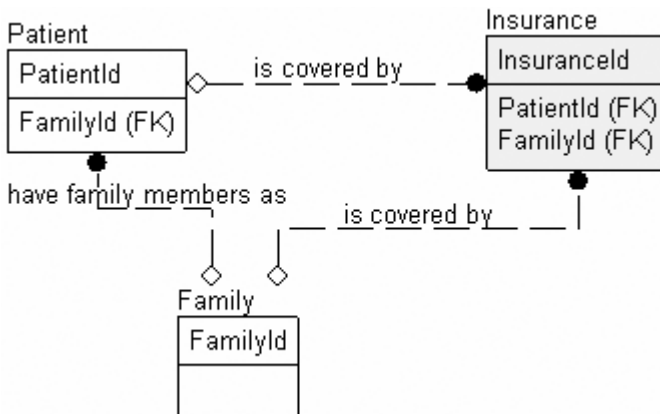 Patient
PatientId
FamilyId (FK)
is covered by
Insurance
InsuranceId
PatientId (FK)
FamilyId (FK)
have family members as
is covered by
Family
FamilyId